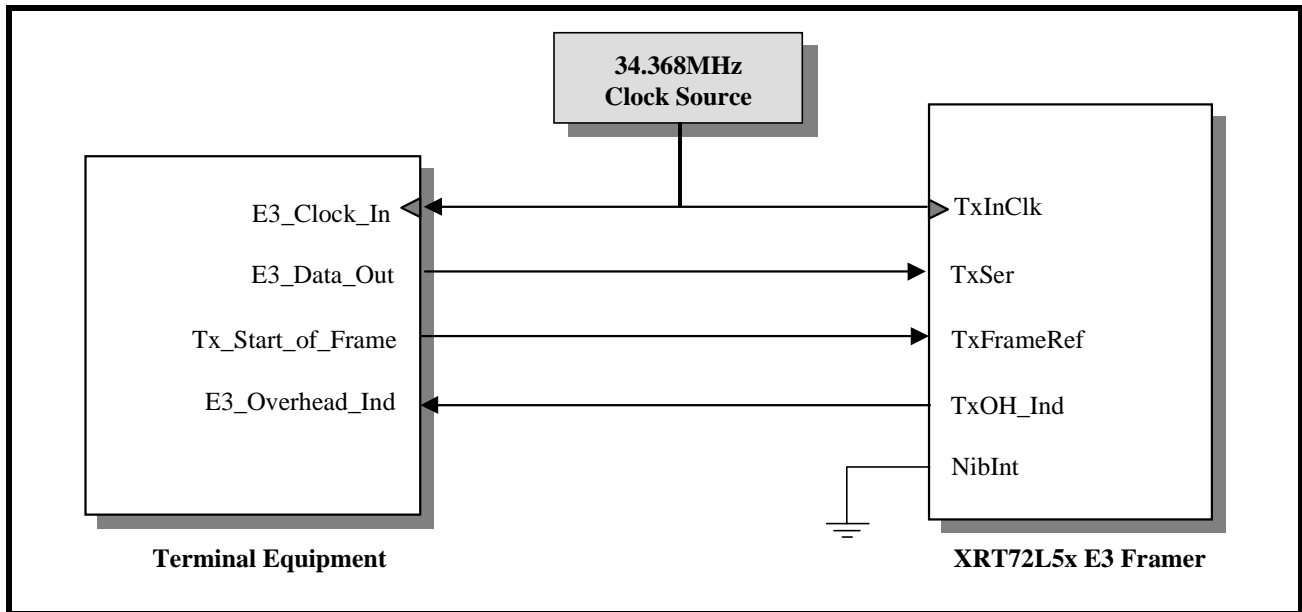 34.368MHz
Clock Source
E3_Clock_In
E3_Data_Out
Tx_Start_of_Frame
E3_Overhead_Ind
Terminal Equipment
TxInClk
TxSer
TxFrameRef
TxOH_Ind
NibInt
XRT72L5x E3 Framer